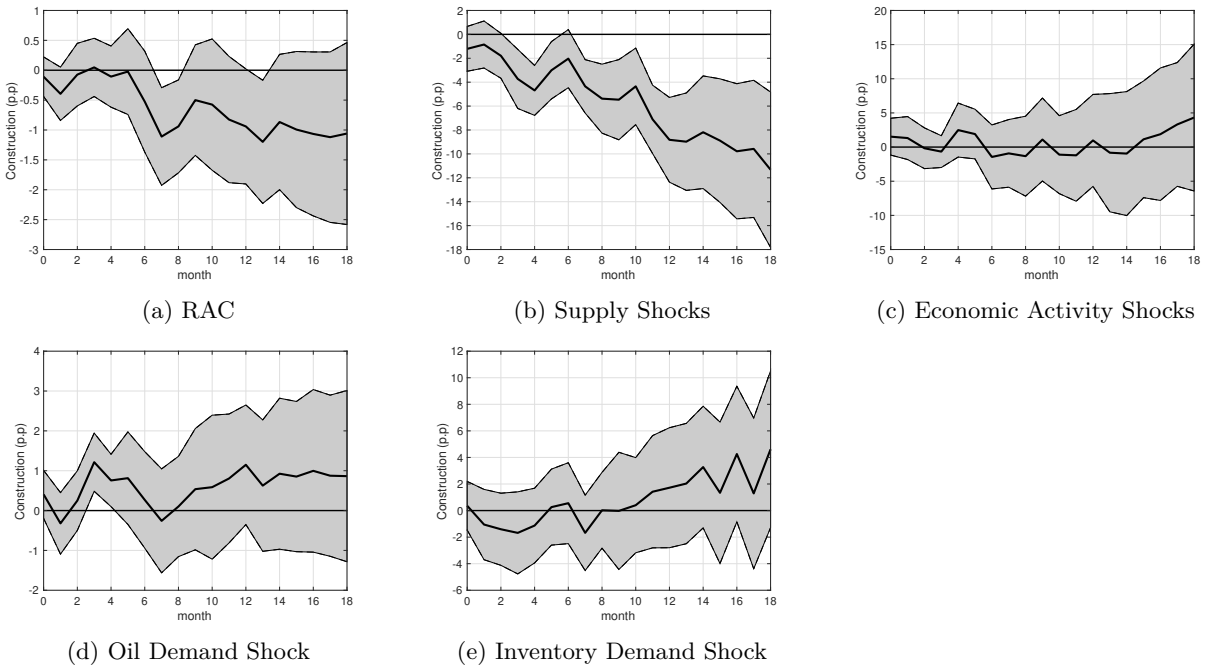 1
0.5
0
-0.5
-1
-1.5
-2
-2.5
-3
Construction (p.p)
0 2 4 6 8 10 12 14 16 18
month
(a) RAC
2
0
-2
-4
-6
-8
-10
-12
-14
-16
-18
Construction (p.p)
0 2 4 6 8 10 12 14 16 18
month
(b) Supply Shocks
20
15
10
5
0
-5
-10
-15
Construction (p.p)
0 2 4 6 8 10 12 14 16 18
month
(c) Economic Activity Shocks
4
3
2
1
0
-1
-2
Construction (p.p)
0 2 4 6 8 10 12 14 16 18
month
(d) Oil Demand Shock
12
10
8
6
4
2
0
-2
-4
-6
Construction (p.p)
0 2 4 6 8 10 12 14 16 18
month
(e) Inventory Demand Shock